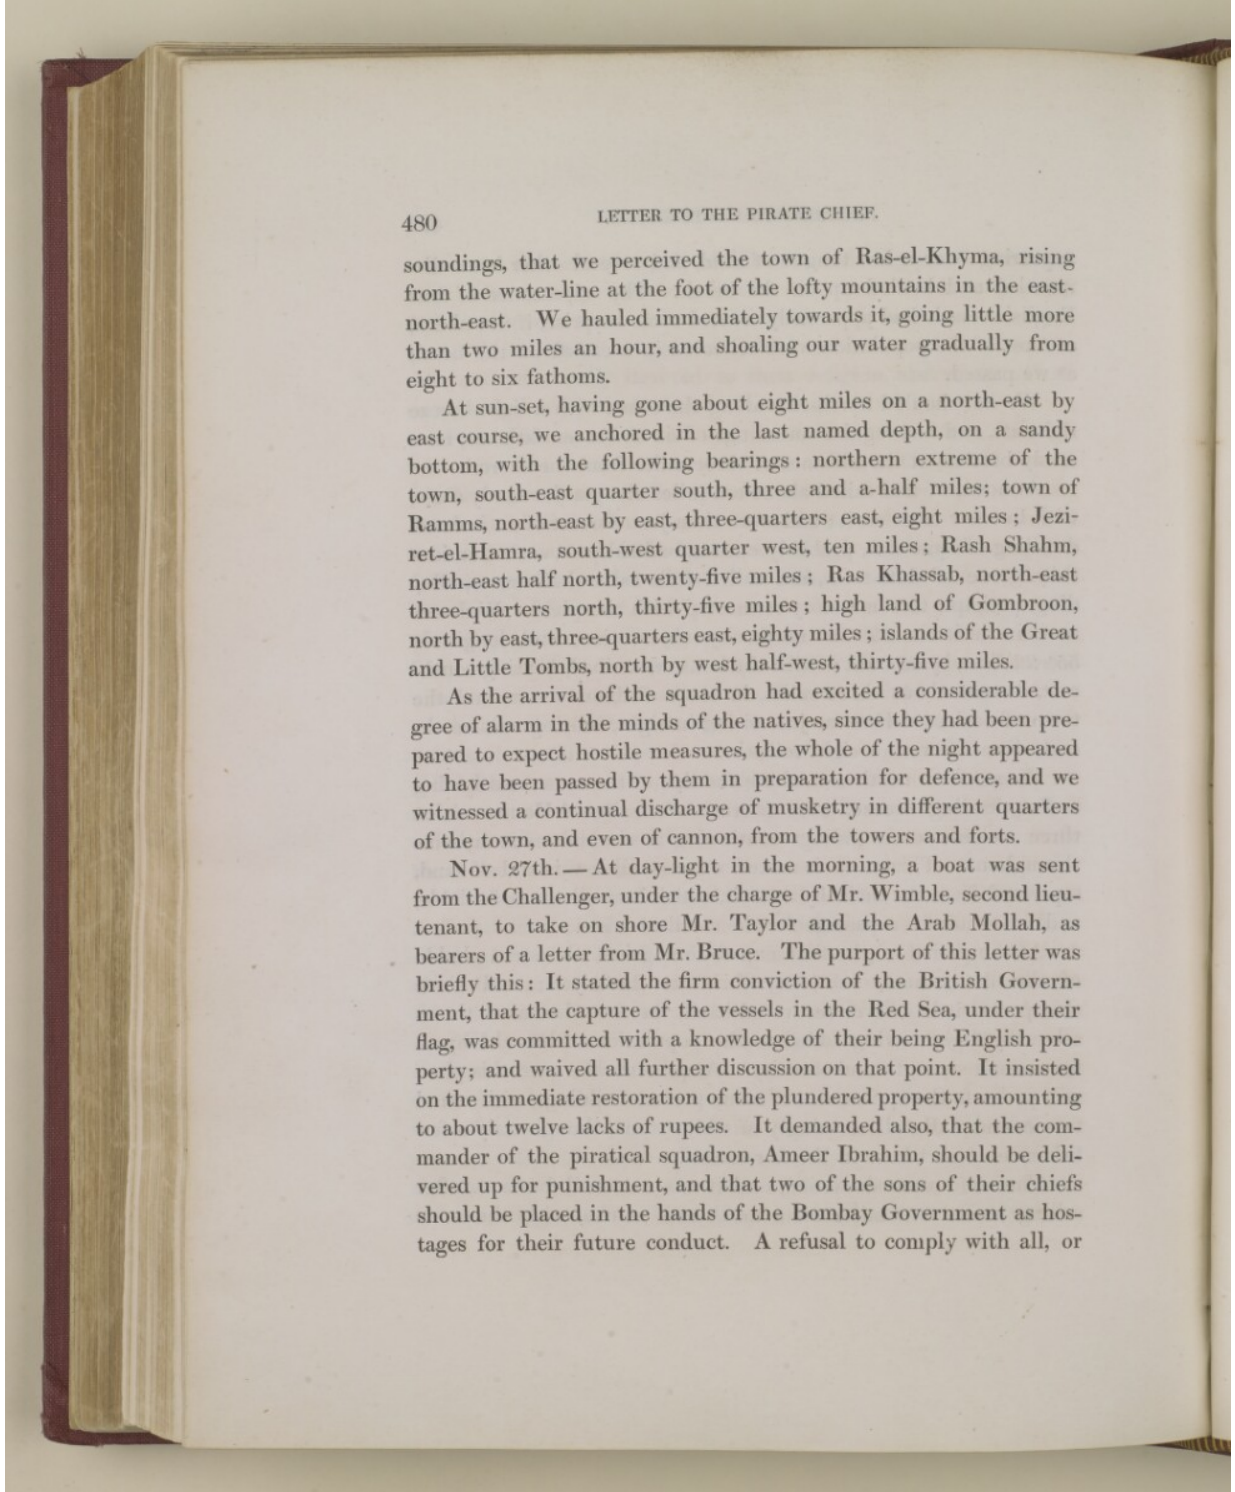 480
LETTER TO THE PIRATE CHIEF.
soundings, that we perceived the town of Ras-el-Khyma, rising
from the water-line at the foot of the lofty mountains in the east-
north-east. We hauled immediately towards it, going little more
than two miles an hour, and shoaling our water gradually from
eight to six fathoms.
At sun-set, having gone about eight miles on a north-east by
east course, we anchored in the last named depth, on a sandy
bottom, with the following bearings: northern extreme of the
town, south-east quarter south, three and a-half miles; town of
Ramms, north-east by east, three-quarters east, eight miles; Jezi-
ret-el-Hamra, south-west quarter west, ten miles; Rash Shahm,
north-east half north, twenty-five miles; Ras Khassab, north-east
three-quarters north, thirty-five miles; high land of Gombroon,
north by east, three-quarters east, eighty miles; islands of the Great
and Little Tombs, north by west half-west, thirty-five miles.
As the arrival of the squadron had excited a considerable de-
gree of alarm in the minds of the natives, since they had been pre-
pared to expect hostile measures, the whole of the night appeared
to have been passed by them in preparation for defence, and we
witnessed a continual discharge of musketry in different quarters
of the town, and even of cannon, from the towers and forts.
Nov. 27th.—At day-light in the morning, a boat was sent
from the Challenger, under the charge of Mr. Wimble, second lieu-
tenant, to take on shore Mr. Taylor and the Arab Mollah, as
bearers of a letter from Mr. Bruce. The purport of this letter was
briefly this: It stated the firm conviction of the British Govern-
ment, that the capture of the vessels in the Red Sea, under their
flag, was committed with a knowledge of their being English pro-
perty; and waived all further discussion on that point. It insisted
on the immediate restoration of the plundered property, amounting
to about twelve lacks of rupees. It demanded also, that the com-
mander of the piratical squadron, Ameer Ibrahim, should be deli-
vered up for punishment, and that two of the sons of their chiefs
should be placed in the hands of the Bombay Government as hos-
tages for their future conduct. A refusal to comply with all, or